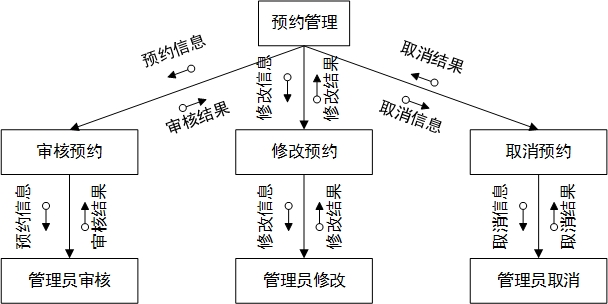 预约管理
预约信息
审核结果
修改信息
修改结果
取消结果
取消信息
审核预约
修改预约
取消预约
预约信息
审核结果
修改信息
修改结果
取消信息
取消结果
管理员审核
管理员修改
管理员取消